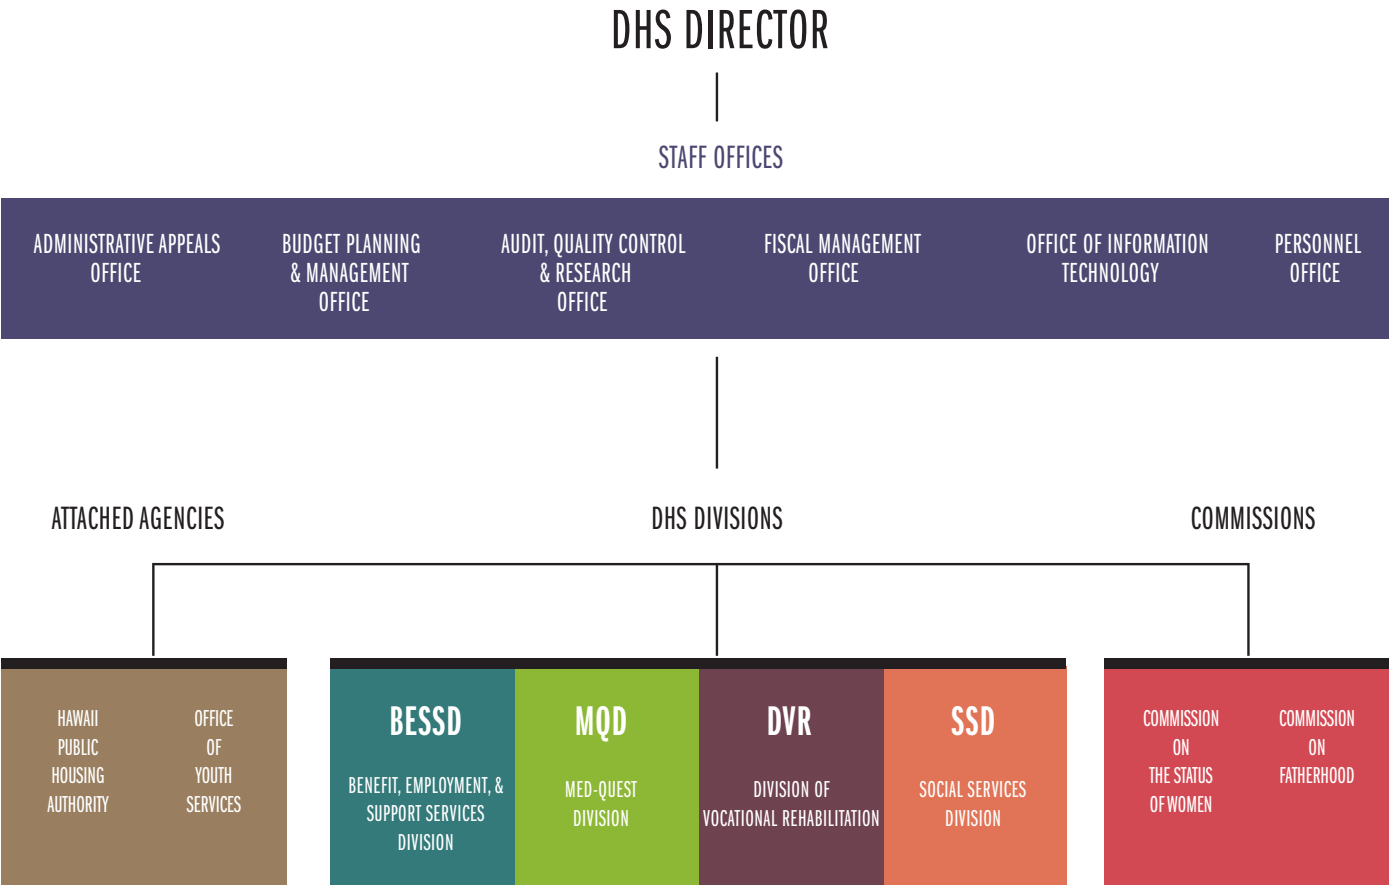 DHS DIRECTOR
STAFF OFFICES
ADMINISTRATIVE APPEALS
OFFICE
BUDGET PLANNING
& MANAGEMENT
OFFICE
AUDIT, QUALITY CONTROL
& RESEARCH
OFFICE
FISCAL MANAGEMENT
OFFICE
OFFICE OF INFORMATION
TECHNOLOGY
PERSONNEL
OFFICE
ATTACHED AGENCIES
DHS DIVISIONS
COMMISSIONS
HAWAII
PUBLIC
HOUSING
AUTHORITY
OFFICE
OF
YOUTH
SERVICES
BESSD
BENEFIT, EMPLOYMENT, &
SUPPORT SERVICES
DIVISION
MQD
MED-QUEST
DIVISION
DVR
DIVISION OF
VOCATIONAL REHABILITATION
SSD
SOCIAL SERVICES
DIVISION
COMMISSION
ON
THE STATUS
OF WOMEN
COMMISSION
ON
FATHERHOOD